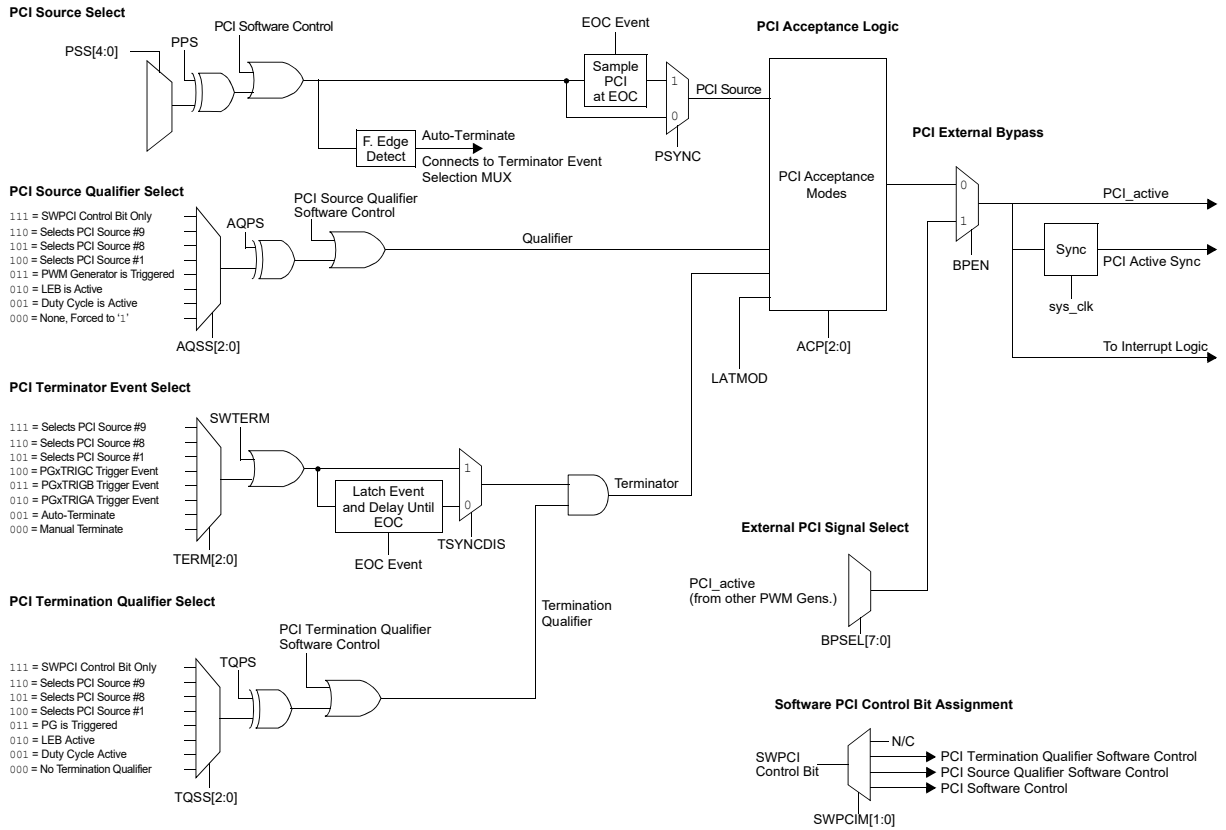 PCI Source Select
PCI Software Control
PSS[4:0]
PPS
EOC Event
Sample
PCI
at EOC
1
0
PCI Source
PSYNC
F. Edge
Detect
Auto-Terminate
Connects to Terminator Event
Selection MUX
PCI Acceptance Logic
PCI Acceptance
Modes
ACP[2:0]
LATMOD
PCI External Bypass
0
1
BPEN
PCI_active
Sync
PCI Active Sync
sys_clk
To Interrupt Logic
PCI Source Qualifier Select
111 = SWPCI Control Bit Only
110 = Selects PCI Source #9
101 = Selects PCI Source #8
100 = Selects PCI Source #1
011 = PWM Generator is Triggered
010 = LEB is Active
001 = Duty Cycle is Active
000 = None, Forced to ‘1’
AQPS
PCI Source Qualifier
Software Control
Qualifier
AQSS[2:0]
PCI Terminator Event Select
111 = Selects PCI Source #9
110 = Selects PCI Source #8
101 = Selects PCI Source #1
100 = PGxTRIGC Trigger Event
011 = PGxTRIGB Trigger Event
010 = PGxTRIGA Trigger Event
001 = Auto-Terminate
000 = Manual Terminate
SWTERM
TERM[2:0]
Latch Event
and Delay Until
EOC
EOC Event
1
0
TSYNCDIS
Terminator
External PCI Signal Select
PCI_active
(from other PWM Gens.)
BPSEL[7:0]
PCI Termination Qualifier Select
111 = SWPCI Control Bit Only
110 = Selects PCI Source #9
101 = Selects PCI Source #8
100 = Selects PCI Source #1
011 = PG is Triggered
010 = LEB Active
001 = Duty Cycle Active
000 = No Termination Qualifier
TQPS
PCI Termination Qualifier
Software Control
Termination
Qualifier
TQSS[2:0]
Software PCI Control Bit Assignment
SWPCI
Control Bit
N/C
PCI Termination Qualifier Software Control
PCI Source Qualifier Software Control
PCI Software Control
SWPCIM[1:0]